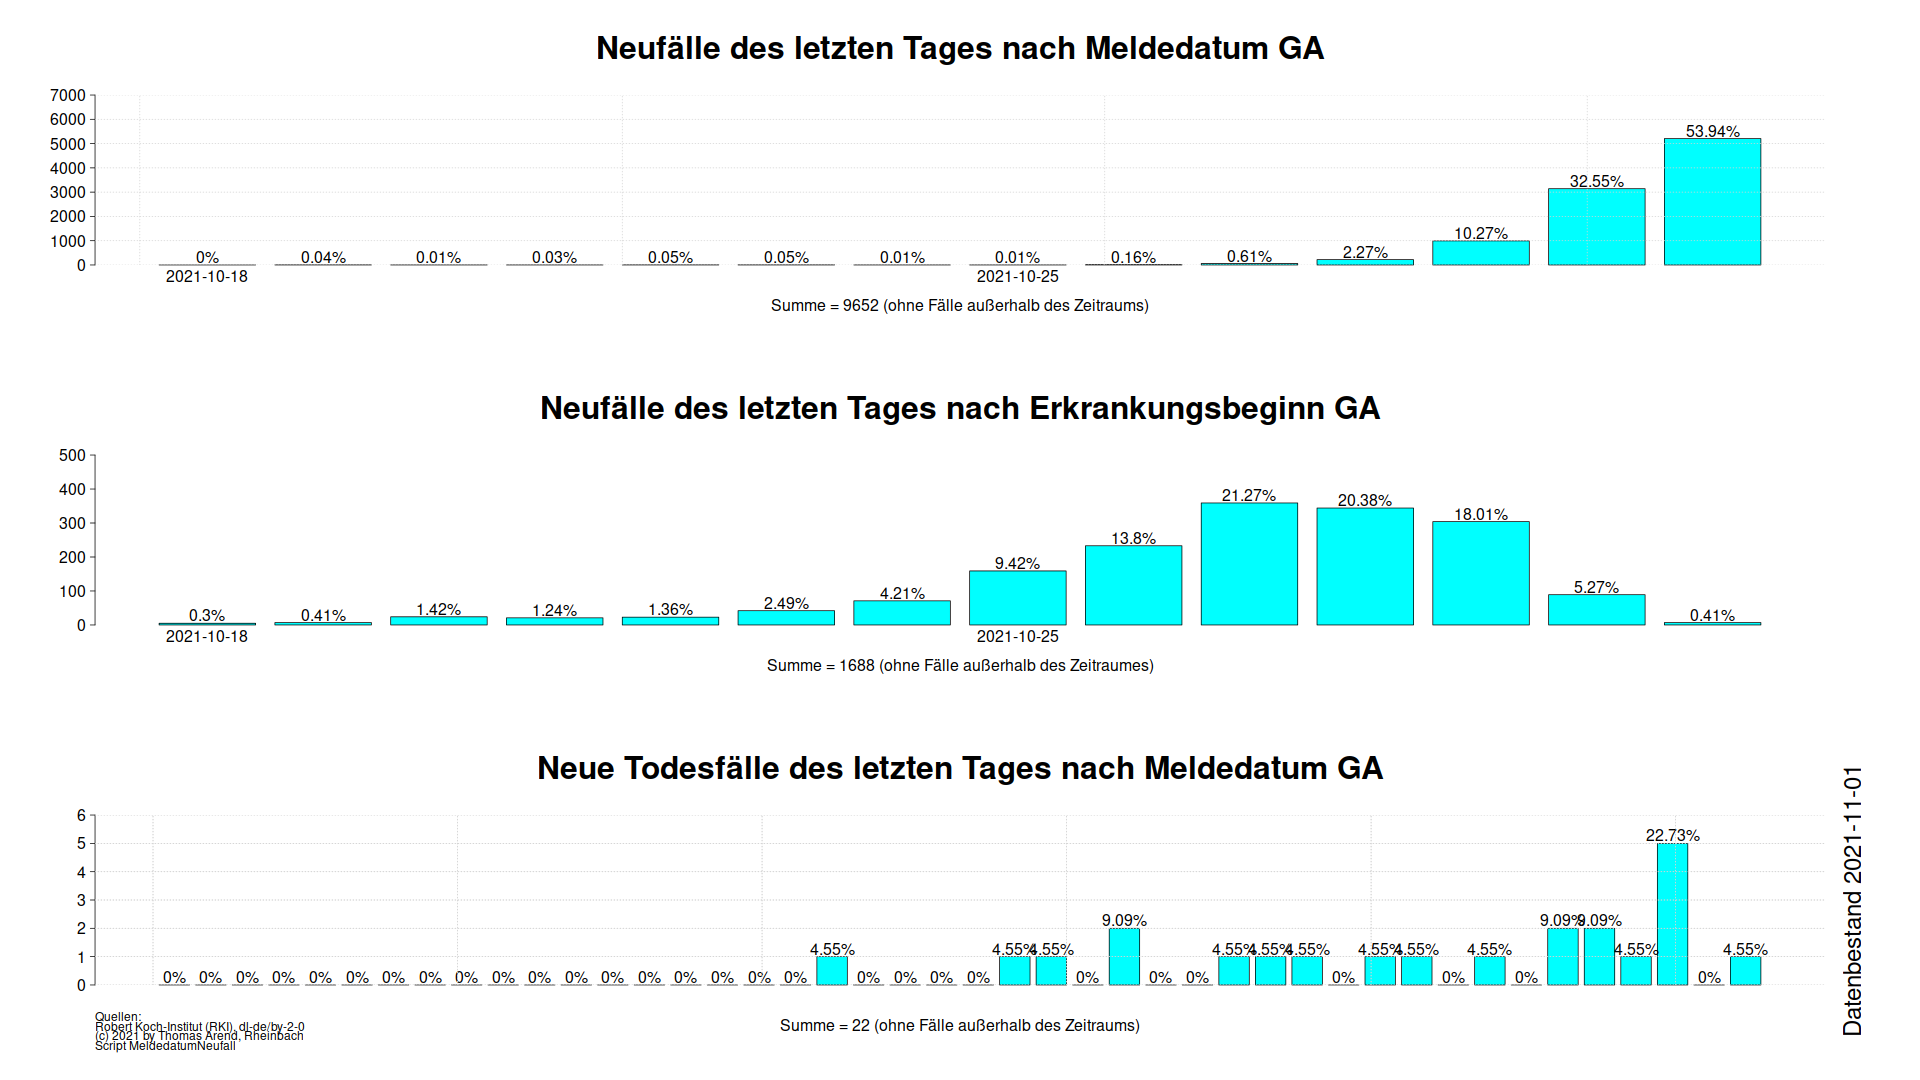 Neufälle des letzten Tages nach Meldedatum GA
7000
6000
5000
4000
3000
2000
1000
0
0% 0.04% 0.01% 0.03% 0.05% 0.05% 0.01% 0.01% 0.16% 0.61% 2.27% 10.27% 32.55% 53.94%
2021-10-18 2021-10-25
Summe = 9652 (ohne Fälle außerhalb des Zeitraums)
Neufälle des letzten Tages nach Erkrankungsbeginn GA
500
400
300
200
100
0
0.3% 0.41% 1.42% 1.24% 1.36% 2.49% 4.21% 9.42% 13.8% 21.27% 20.38% 18.01% 5.27% 0.41%
2021-10-18 2021-10-25
Summe = 1688 (ohne Fälle außerhalb des Zeitraumes)
Neue Todesfälle des letzten Tages nach Meldedatum GA
6
5
4
3
2
1
0
0% 0% 0% 0% 0% 0% 0% 0% 0% 0% 0% 0% 0% 0% 0% 0% 0% 0% 4.55% 0% 0% 0% 0% 4.55% 4.55% 0% 9.09% 0% 0% 4.55% 4.55% 4.55% 0% 4.55% 4.55% 0% 4.55% 0% 9.09% 9.09% 4.55% 22.73% 0% 4.55%
Summe = 22 (ohne Fälle außerhalb des Zeitraums)
Quellen:
Robert Koch-Institut (RKI), dl-de/by-2-0
(c) 2021 by Thomas Arend, Rheinbach
Script MeldedatumNeufall
Datenbestand 2021-11-01